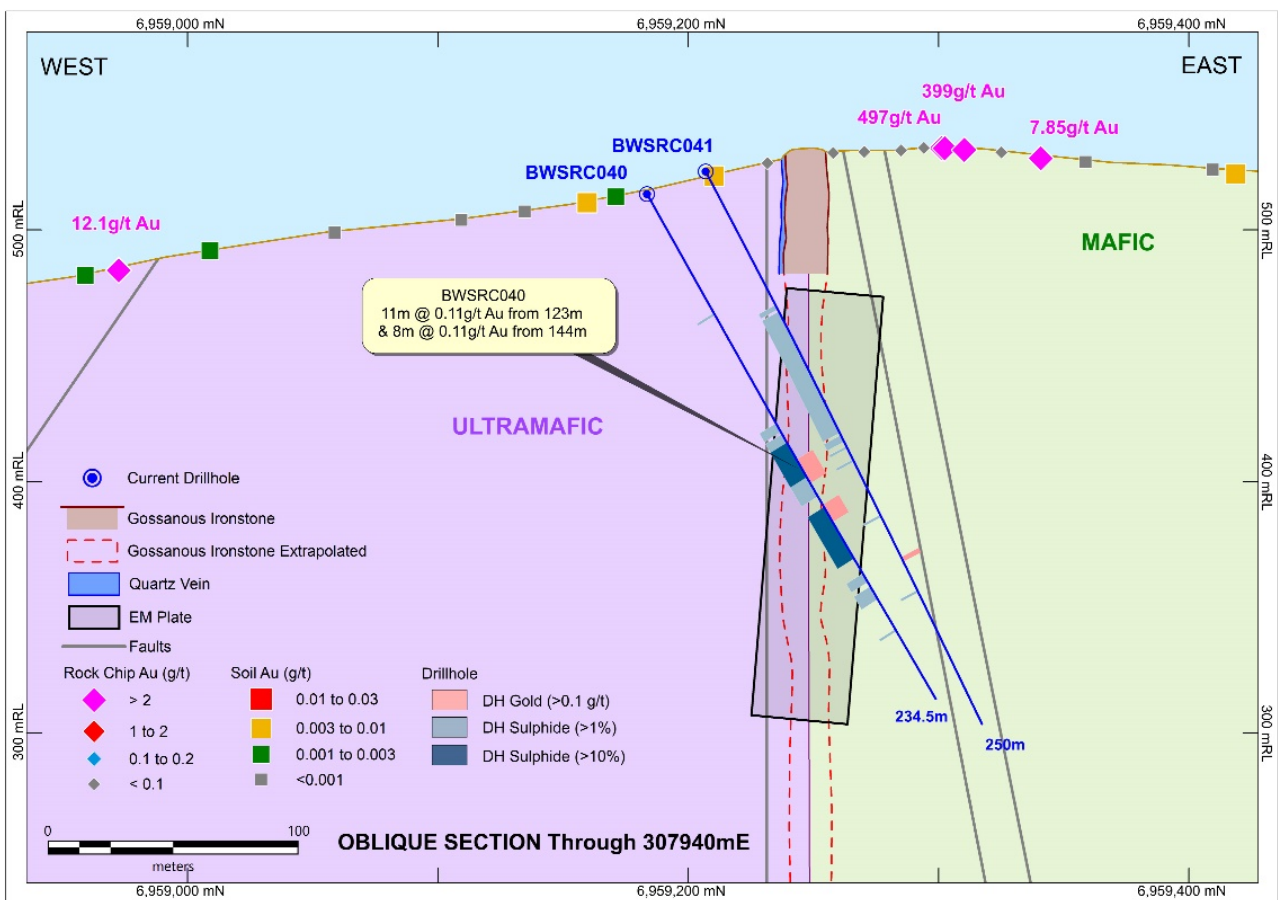 6,959,000 mN
6,959,200 mN
6,959,400 mN
WEST
EAST
399g/t Au
497g/t Au
7.85g/t Au
BWSRC041
BWSRC040
12.1g/t Au
500 mRL
500 mRL
MAFIC
BWSRC040
11m @ 0.11g/t Au from 123m
& 8m @ 0.11g/t Au from 144m
ULTRAMAFIC
400 mRL
400 mRL
Current Drillhole
Gossanous Ironstone
Gossanous Ironstone Extrapolated
Quartz Vein
EM Plate
Faults
Rock Chip Au (g/t)
> 2
1 to 2
0.1 to 0.2
< 0.1
Soil Au (g/t)
0.01 to 0.03
0.003 to 0.01
0.001 to 0.003
<0.001
Drillhole
DH Gold (>0.1 g/t)
DH Sulphide (>1%)
DH Sulphide (>10%)
234.5m
250m
300 mRL
300 mRL
0
100
meters
OBLIQUE SECTION Through 307940mE
6,959,000 mN
6,959,200 mN
6,959,400 mN